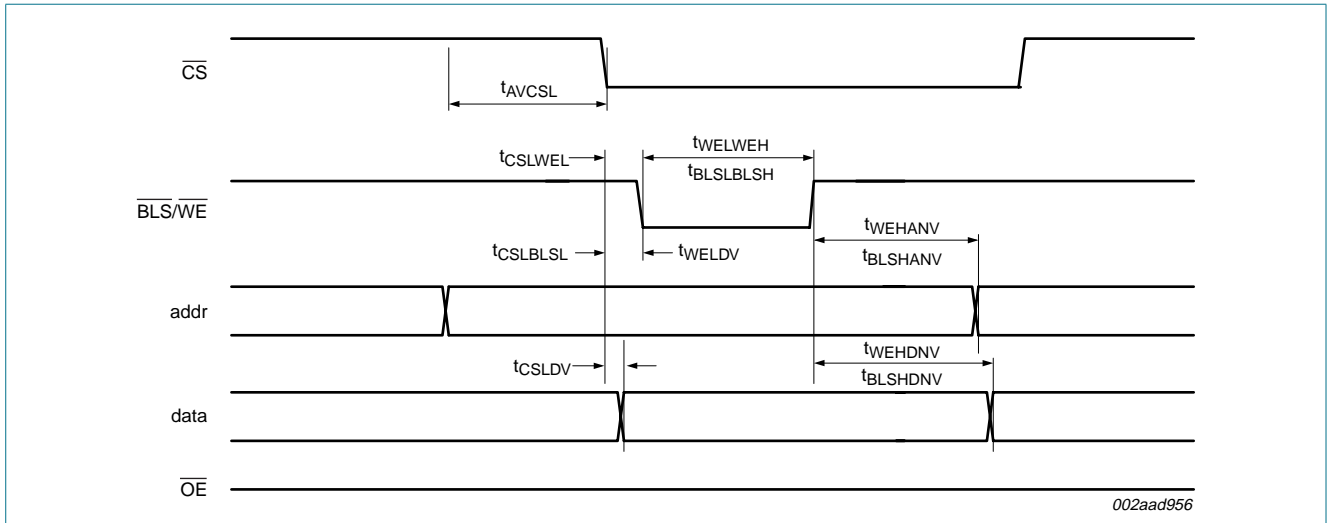 CS
tAVCSL
tCSLWEL
tWELWEH
tBLSLBLSH
BLS/WE
tCSLBLSL
tWELDV
tWEHANV
tBLSHANV
addr
tCSLDV
tWEHDNV
tBLSHDNV
data
OE
002aad956